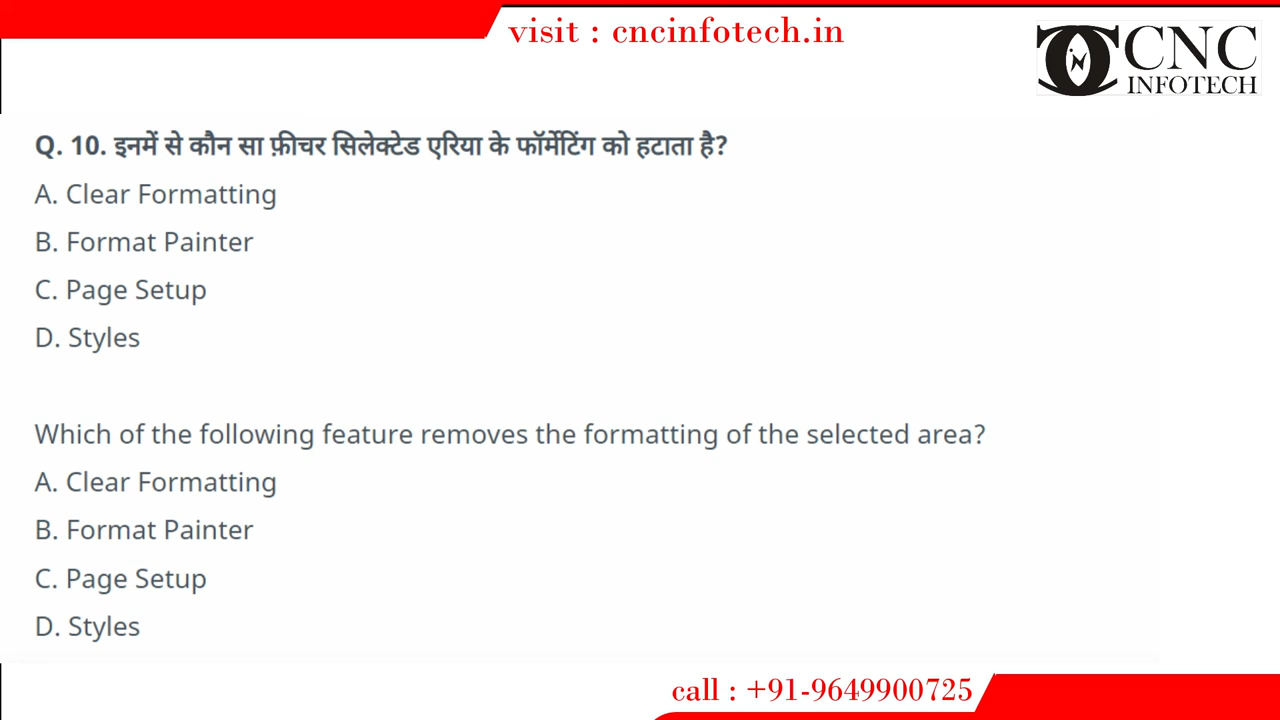 visit : cncinfotech.in
CNC
INFOTECH
Q. 10. इनमें से कौन सा फ़ीचर सिलेक्टेड एरिया के फॉर्मेटिंग को हटाता है?
A. Clear Formatting
B. Format Painter
C. Page Setup
D. Styles
Which of the following feature removes the formatting of the selected area?
A. Clear Formatting
B. Format Painter
C. Page Setup
D. Styles
call : +91-9649900725